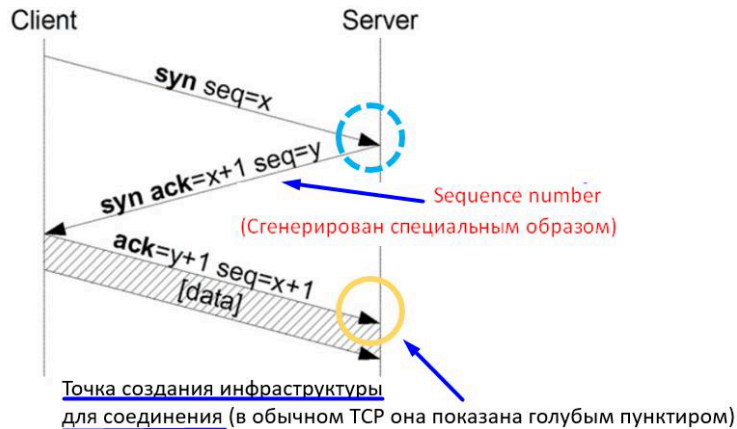 Client
Server
syn seq=x
syn ack=x+1 seq=y
Sequence number
(Сгенерирован специальным образом)
ack=y+1 seq=x+1
[data]
Точка создания инфраструктуры
для соединения (в обычном TCP она показана голубым пунктиром)